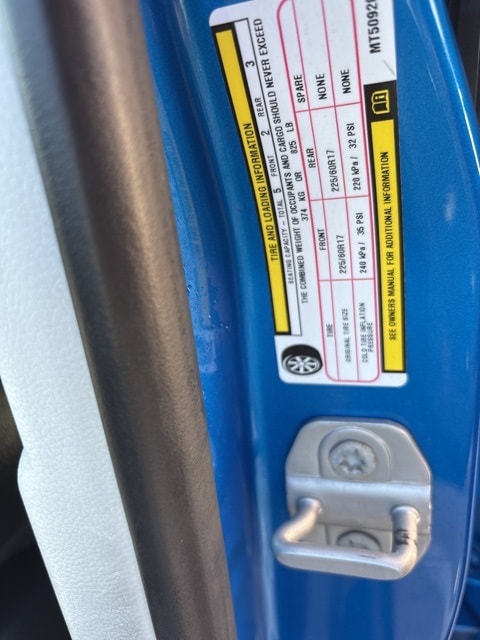 TIRE AND LOADING INFORMATION
SEATING CAPACITY - TOTAL 5 FRONT 2 REAR 3
THE COMBINED WEIGHT OF OCCUPANTS AND CARGO SHOULD NEVER EXCEED
374 KG OR 825 LB
TIRE FRONT REAR SPARE
ORIGINAL TIRE SIZE 225/60R17 225/60R17 NONE
COLD TIRE INFLATION PRESSURE 240 kPa/ 35 PSI 220 kPa/ 32 PSI NONE
SEE OWNERS MANUAL FOR ADDITIONAL INFORMATION